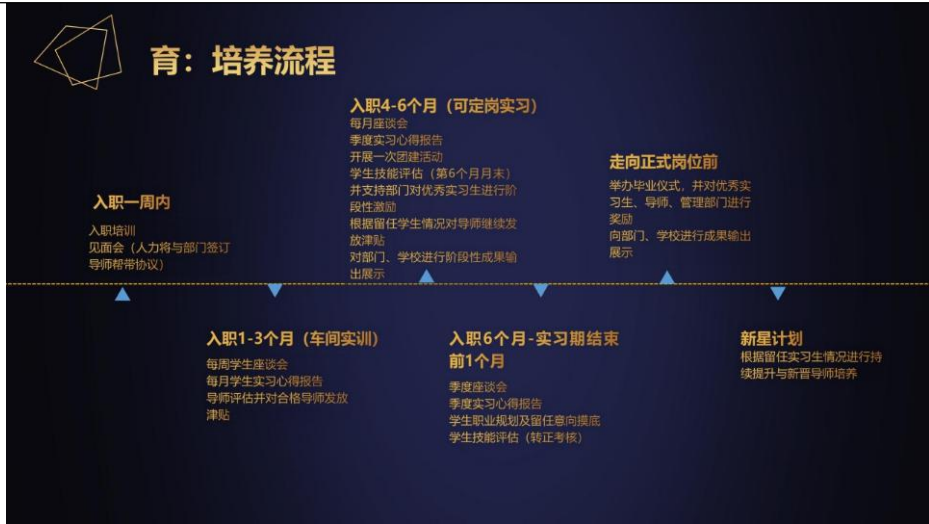 育：培养流程
入职一周内
入职培训
见面会（人力将与部门签订
导师帮带协议）
入职1-3个月（车间实训）
每周学生座谈会
每月学生实习心得报告
导师评估并对合格导师发放
津贴
入职4-6个月（可定岗实习）
每月座谈会
季度实习心得报告
开展一次团建活动
学生技能评估（第6个月月末）
并支持部门对优秀实习生进行阶
段性激励
根据留任学生情况对导师继续发
放津贴
对部门、学校进行阶段性成果输
出展示
入职6个月-实习期结束
前1个月
季度座谈会
季度实习心得报告
学生职业规划及留任意向摸底
学生技能评估（转正考核）
走向正式岗位前
举办毕业仪式，并对优秀实
习生、导师、管理部门进行
奖励
向部门、学校进行成果输出
展示
新星计划
根据留任实习生情况进行持
续提升与新晋导师培养